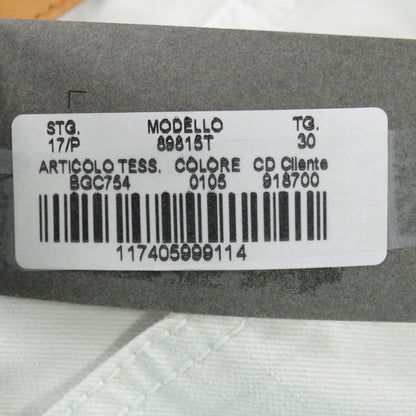 STG. MODELLO TG.
17/P 89815T 30
ARTICOLO TESS. COLORE CD Cliente
BGC754 0105 918700
117405999114